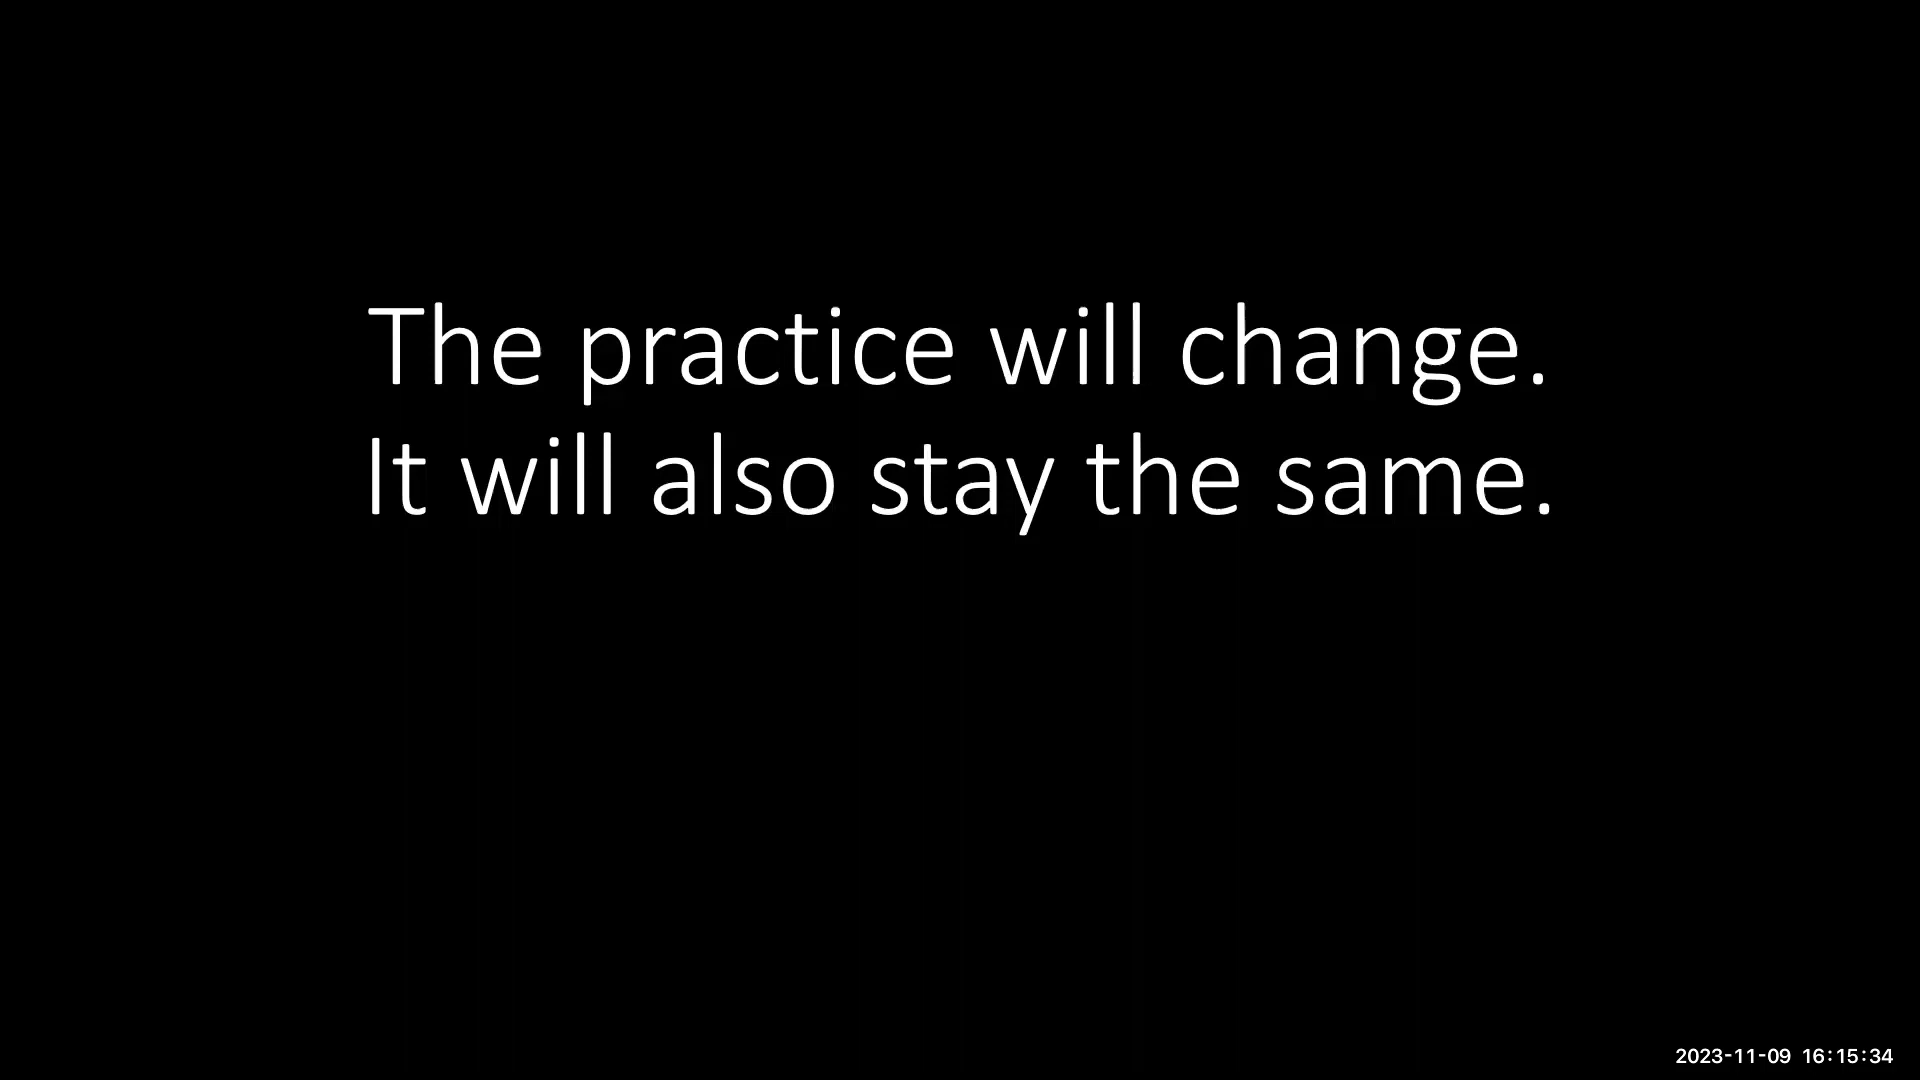 The practice will change.
It will also stay the same.
2023-11-09 16:15:34